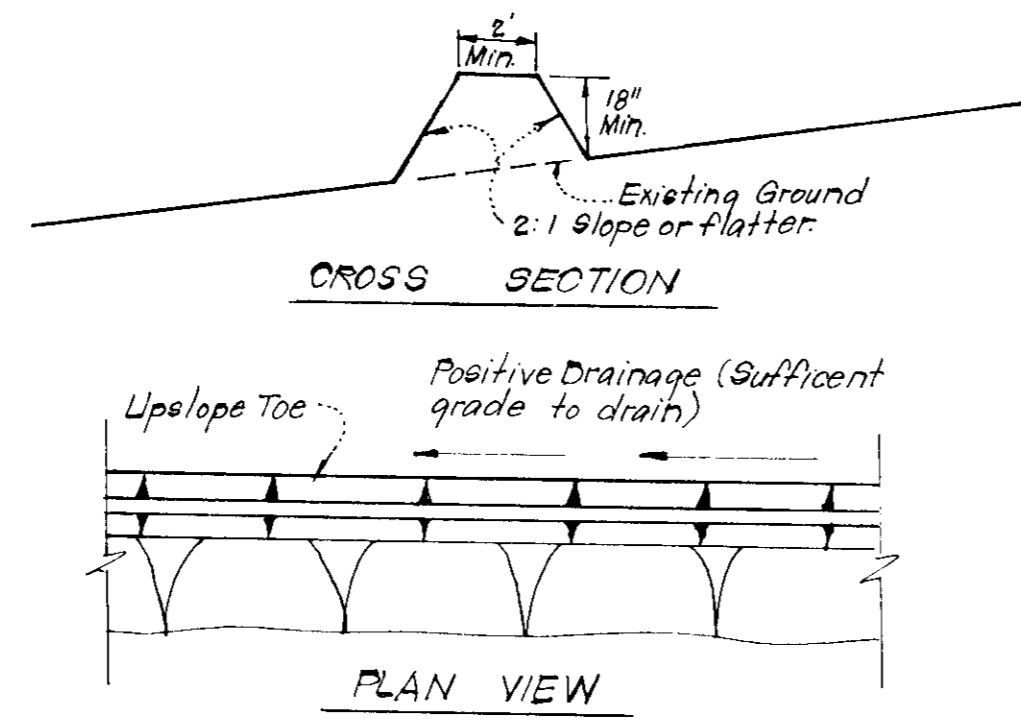 2'
Min.
18"
Min.
Existing Ground
2:1 Slope or flatter.
CROSS SECTION
Positive Drainage (Sufficent
grade to drain)
Upslope Toe
PLAN VIEW